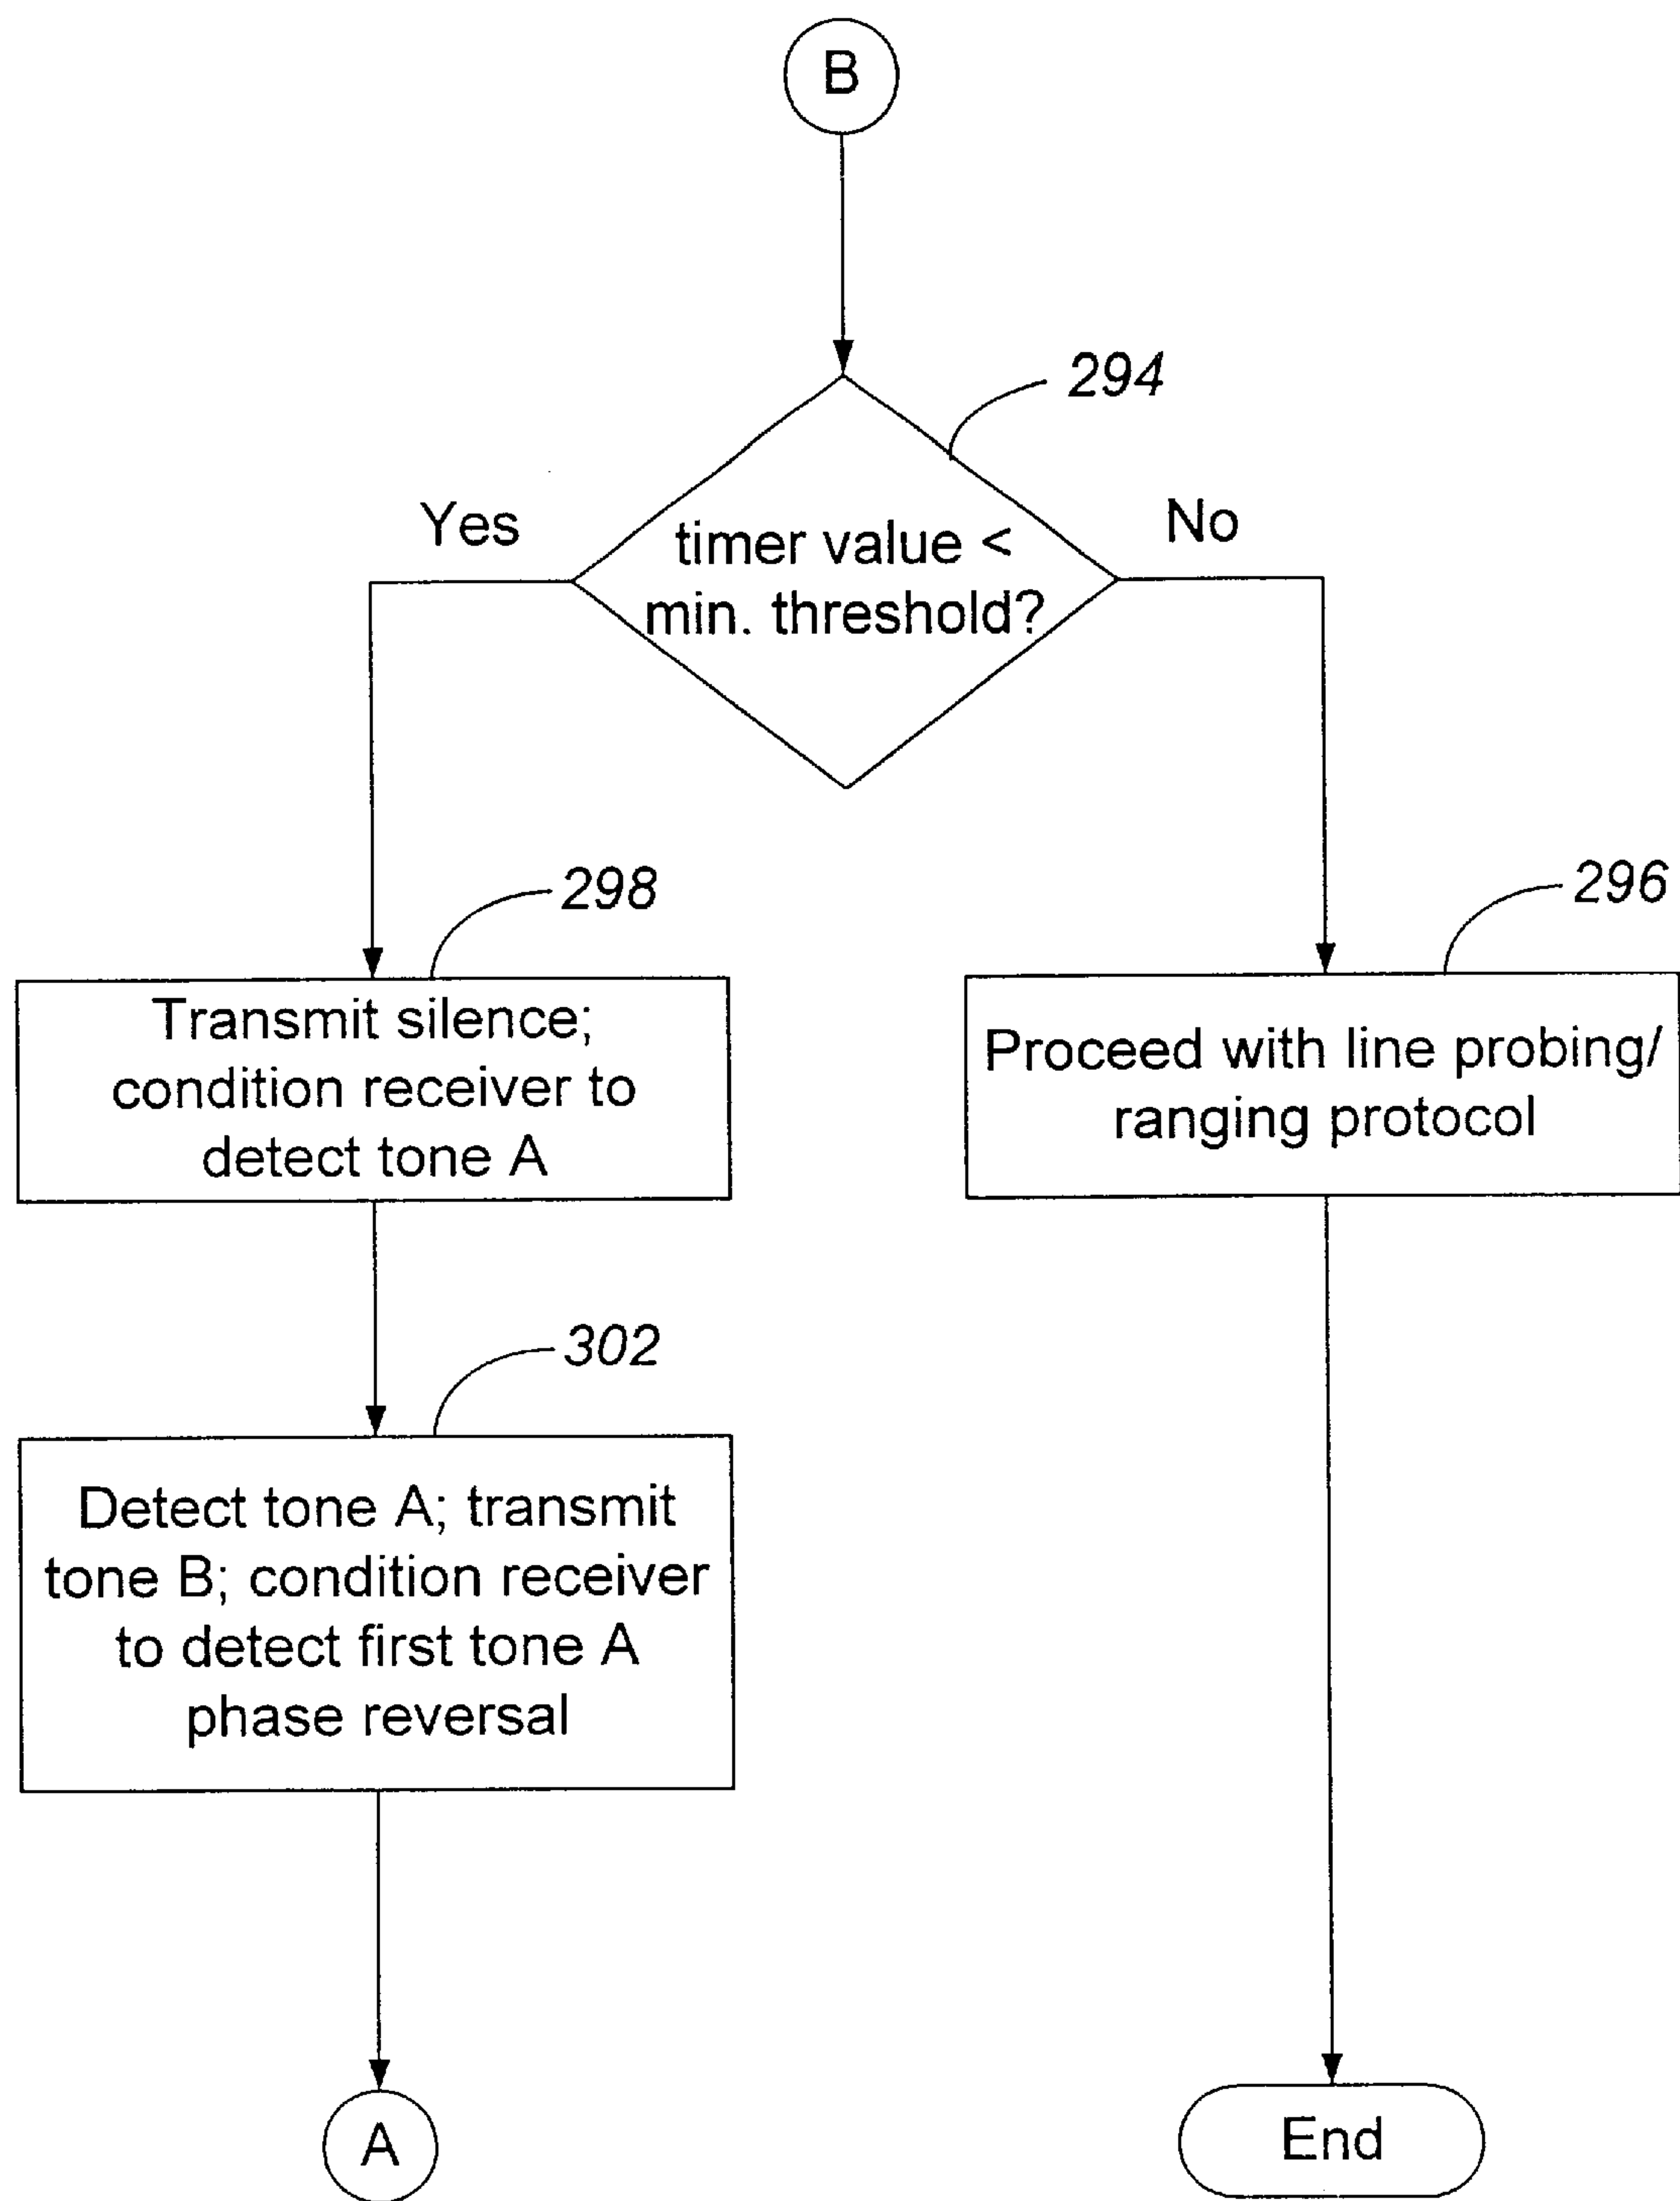 B
294
Yes
No
timer value <
min. threshold?
298
296
Transmit silence;
condition receiver to
detect tone A
Proceed with line probing/
ranging protocol
302
Detect tone A; transmit
tone B; condition receiver
to detect first tone A
phase reversal
A
End